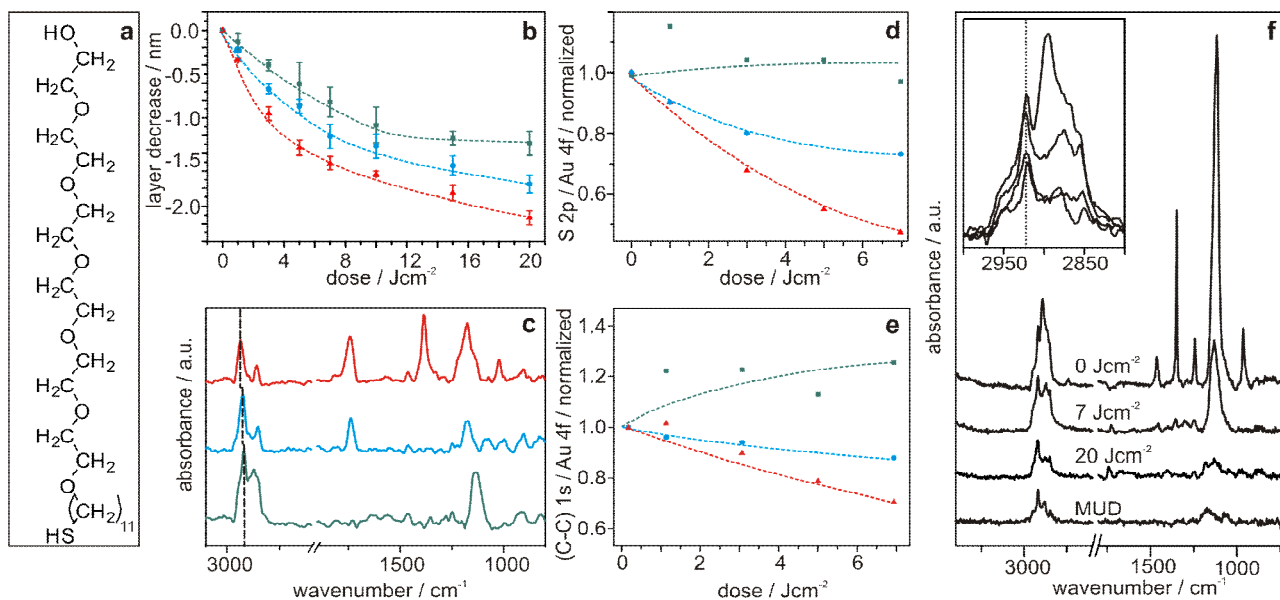 a
HO
CH2
H2C
O
CH2
H2C
O
CH2
H2C
O
CH2
H2C
O
CH2
H2C
O
CH2
H2C
O
(CH2)11
HS
b
layer decrease / nm
0.0
-0.5
-1.0
-1.5
-2.0
0 4 8 12 16 20
dose / Jcm-2
c
absorbance / a.u.
3000 1500 1000
wavenumber / cm-1
d
S 2p / Au 4f / normalized
1.0
0.8
0.6
0 2 4 6
dose / Jcm-2
e
(C-C) 1s / Au 4f / normalized
1.4
1.2
1.0
0.8
0.6
0 2 4 6
dose / Jcm-2
f
absorbance / a.u.
2950 2850
0 Jcm-2
7 Jcm-2
20 Jcm-2
MUD
3000 1500 1000
wavenumber / cm-1